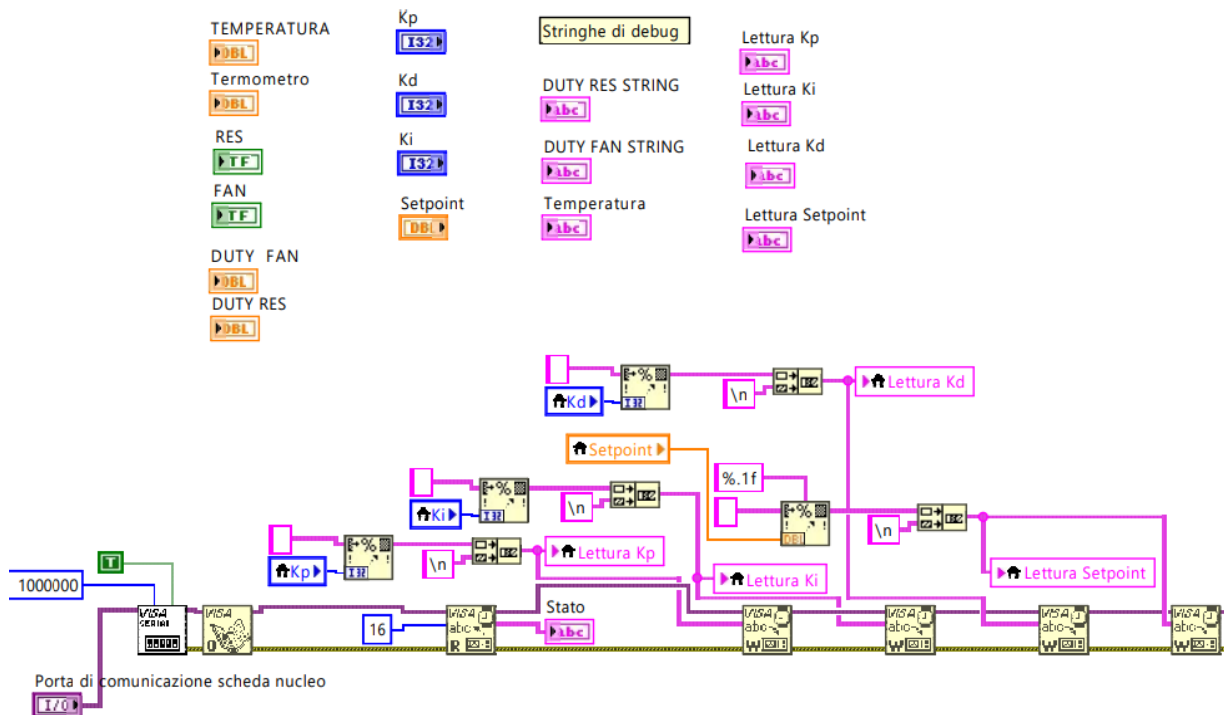 TEMPERATURA
DBL
Termometro
DBL
RES
TF
FAN
TF
DUTY FAN
DBL
DUTY RES
DBL
Kp
I32
Kd
I32
Ki
I32
Setpoint
DBL
Stringhe di debug
DUTY RES STRING
abc
DUTY FAN STRING
abc
Temperatura
abc
Lettura Kp
abc
Lettura Ki
abc
Lettura Kd
abc
Lettura Setpoint
abc
%
Kd
I32
\n
Lettura Kd
Setpoint
%.1f
%
Ki
I32
\n
%
DBL
\n
%
Kp
I32
\n
Lettura Kp
Lettura Ki
Lettura Setpoint
T
1000000
VISA
SERIAL
VISA
O
16
VISA
abc
R
Stato
abc
VISA
abc
W
VISA
abc
W
VISA
abc
W
VISA
abc
W
Porta di comunicazione scheda nucleo
I/O